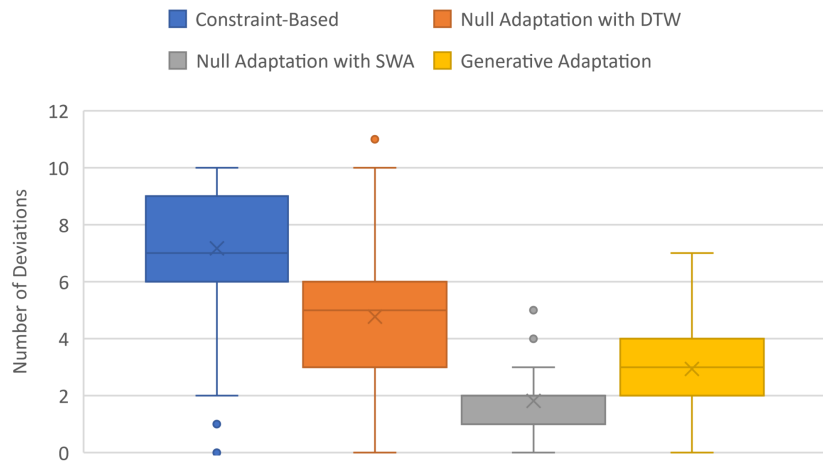 Constraint-Based
Null Adaptation with DTW
Null Adaptation with SWA
Generative Adaptation
Number of Deviations
12
10
8
6
4
2
0